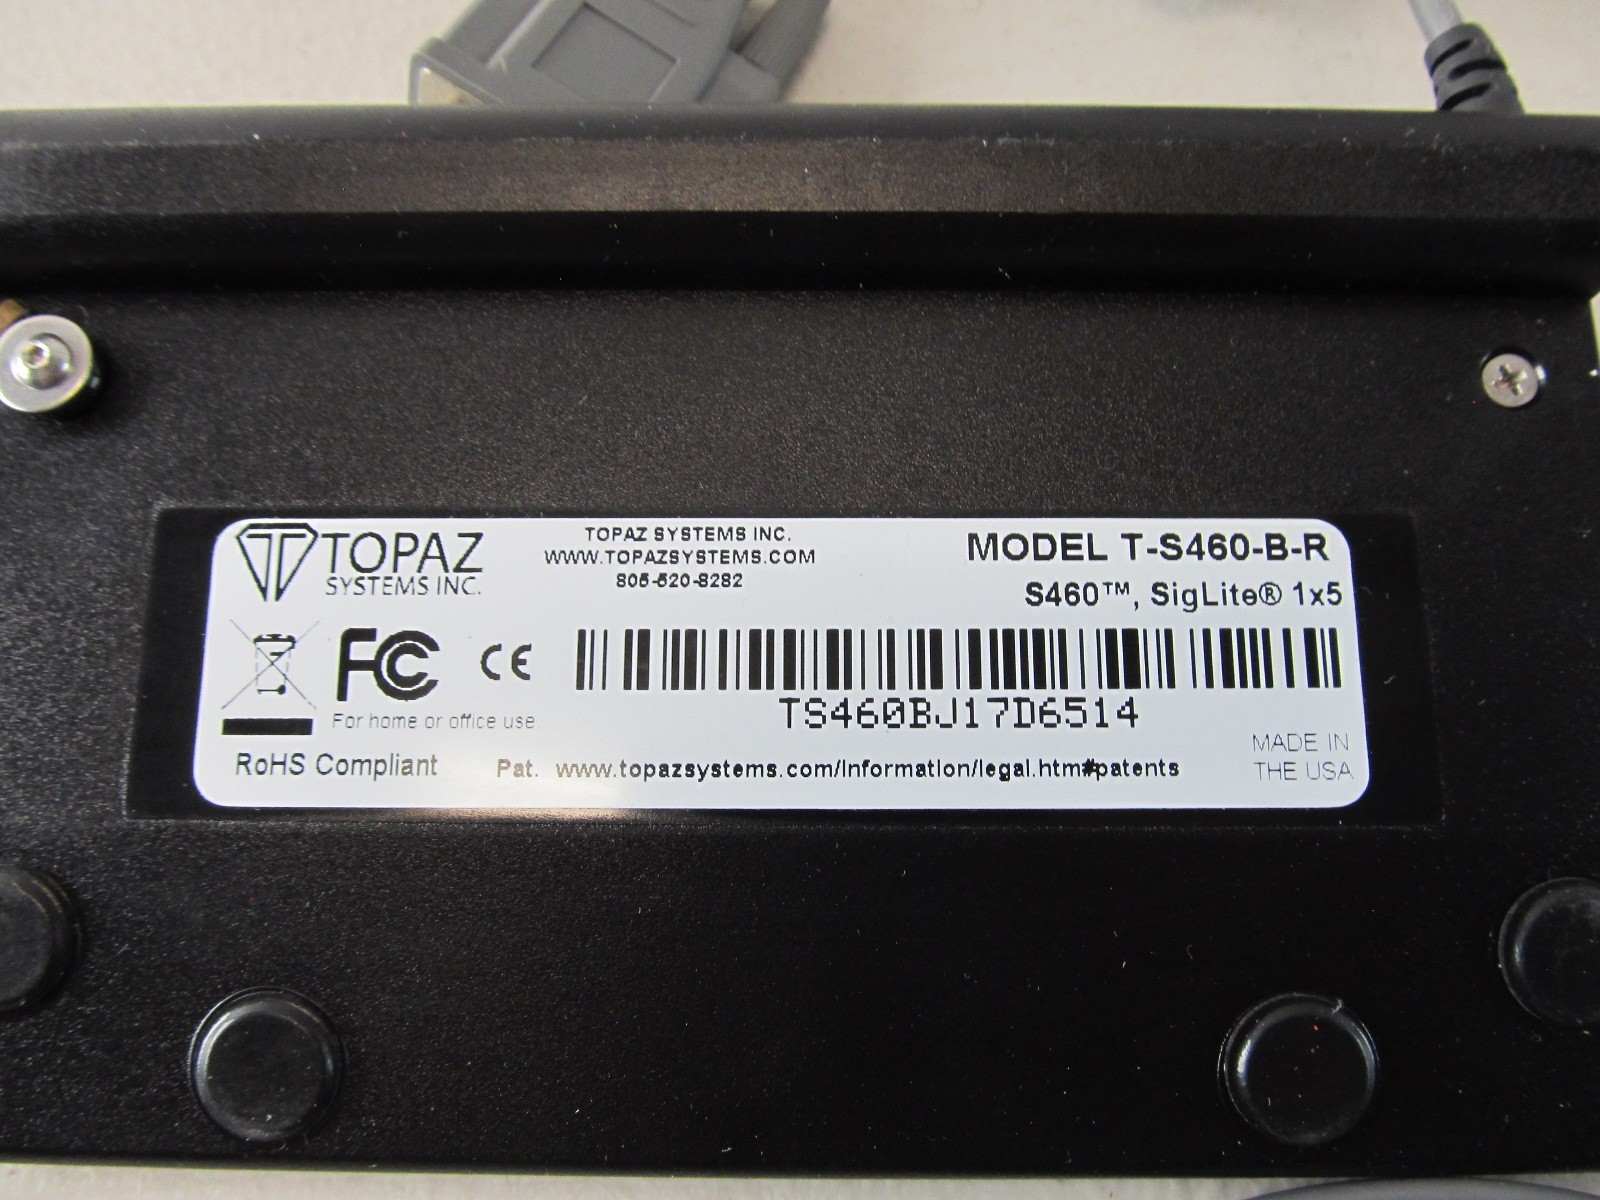 TOPAZ
SYSTEMS INC.
TOPAZ SYSTEMS INC.
WWW.TOPAZSYSTEMS.COM
805-520-8282
MODEL T-S460-B-R
S460™, SigLite® 1x5
FC CE
TS460BJ17D6514
For home or office use
RoHS Compliant
Pat. www.topazsystems.com/information/legal.htm#patents
MADE IN
THE USA